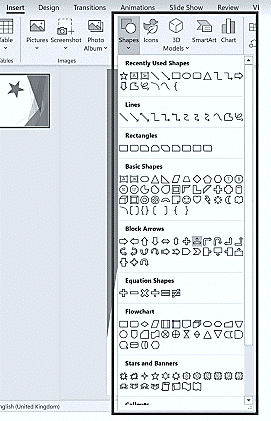 Insert Design Transitions Animations Slide Show Review Vi
Table Pictures Screenshot Photo Album Shapes Icons 3D Models SmartArt Chart
Tables Images
Recently Used Shapes
Lines
Rectangles
Basic Shapes
Block Arrows
Equation Shapes
Flowchart
Stars and Banners
Callouts
nglish (United Kingdom)